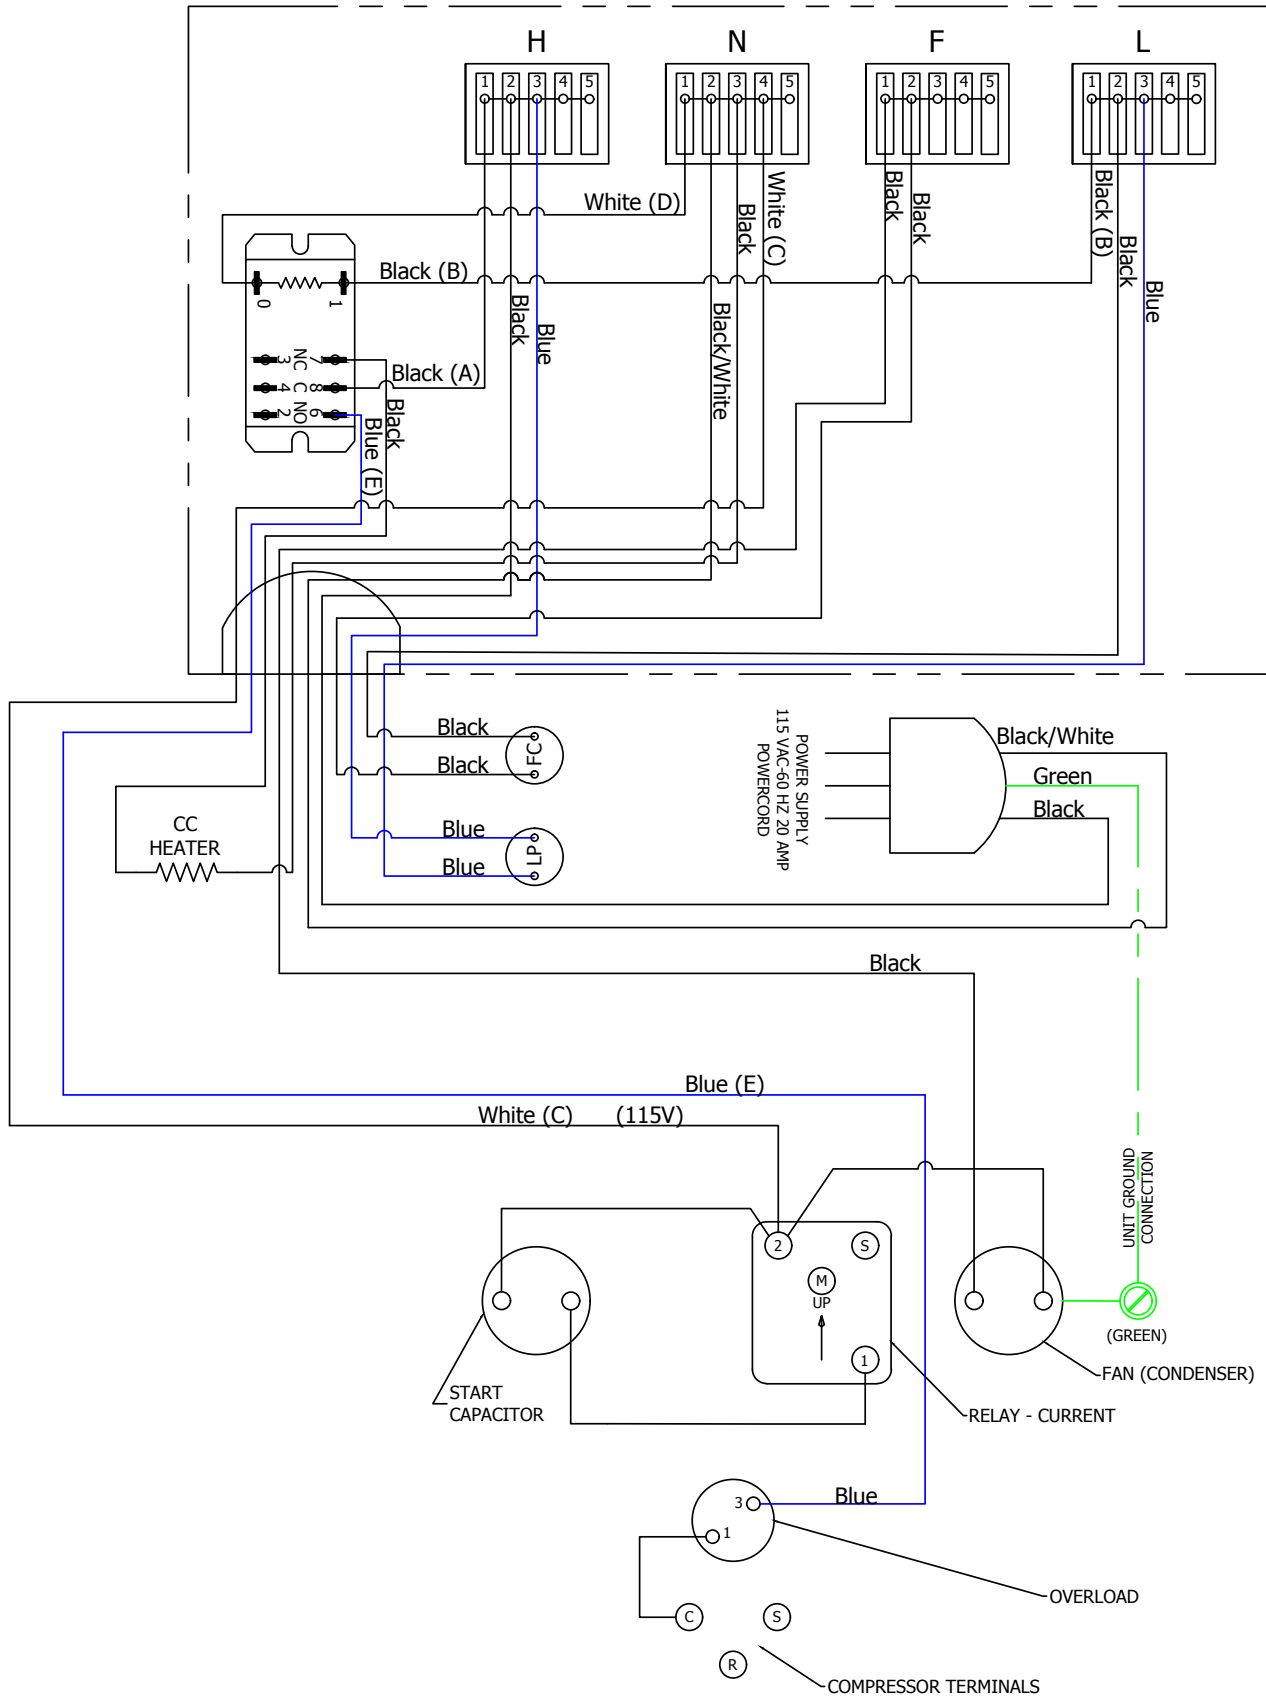 H N F L
1 2 3 4 5
1 2 3 4 5
1 2 3 4 5
1 2 3 4 5
White (D)
Black
White (C)
Black
Black
Black (B)
Black
Blue
Black (B)
0 1
Black
Blue
Black/White
3 NC 7
4 C 8
2 NO 6
Black (A)
Black
Blue (E)
Black
Black
FC
Blue
Blue
LP
POWER SUPPLY
115 VAC-60 HZ 20 AMP
POWERCORD
Black/White
Green
Black
CC
HEATER
Black
Blue (E)
White (C) (115V)
UNIT GROUND
CONNECTION
2 S
M
UP
1
(GREEN)
FAN (CONDENSER)
START
CAPACITOR
RELAY - CURRENT
Blue
3
1
OVERLOAD
C S
R
COMPRESSOR TERMINALS